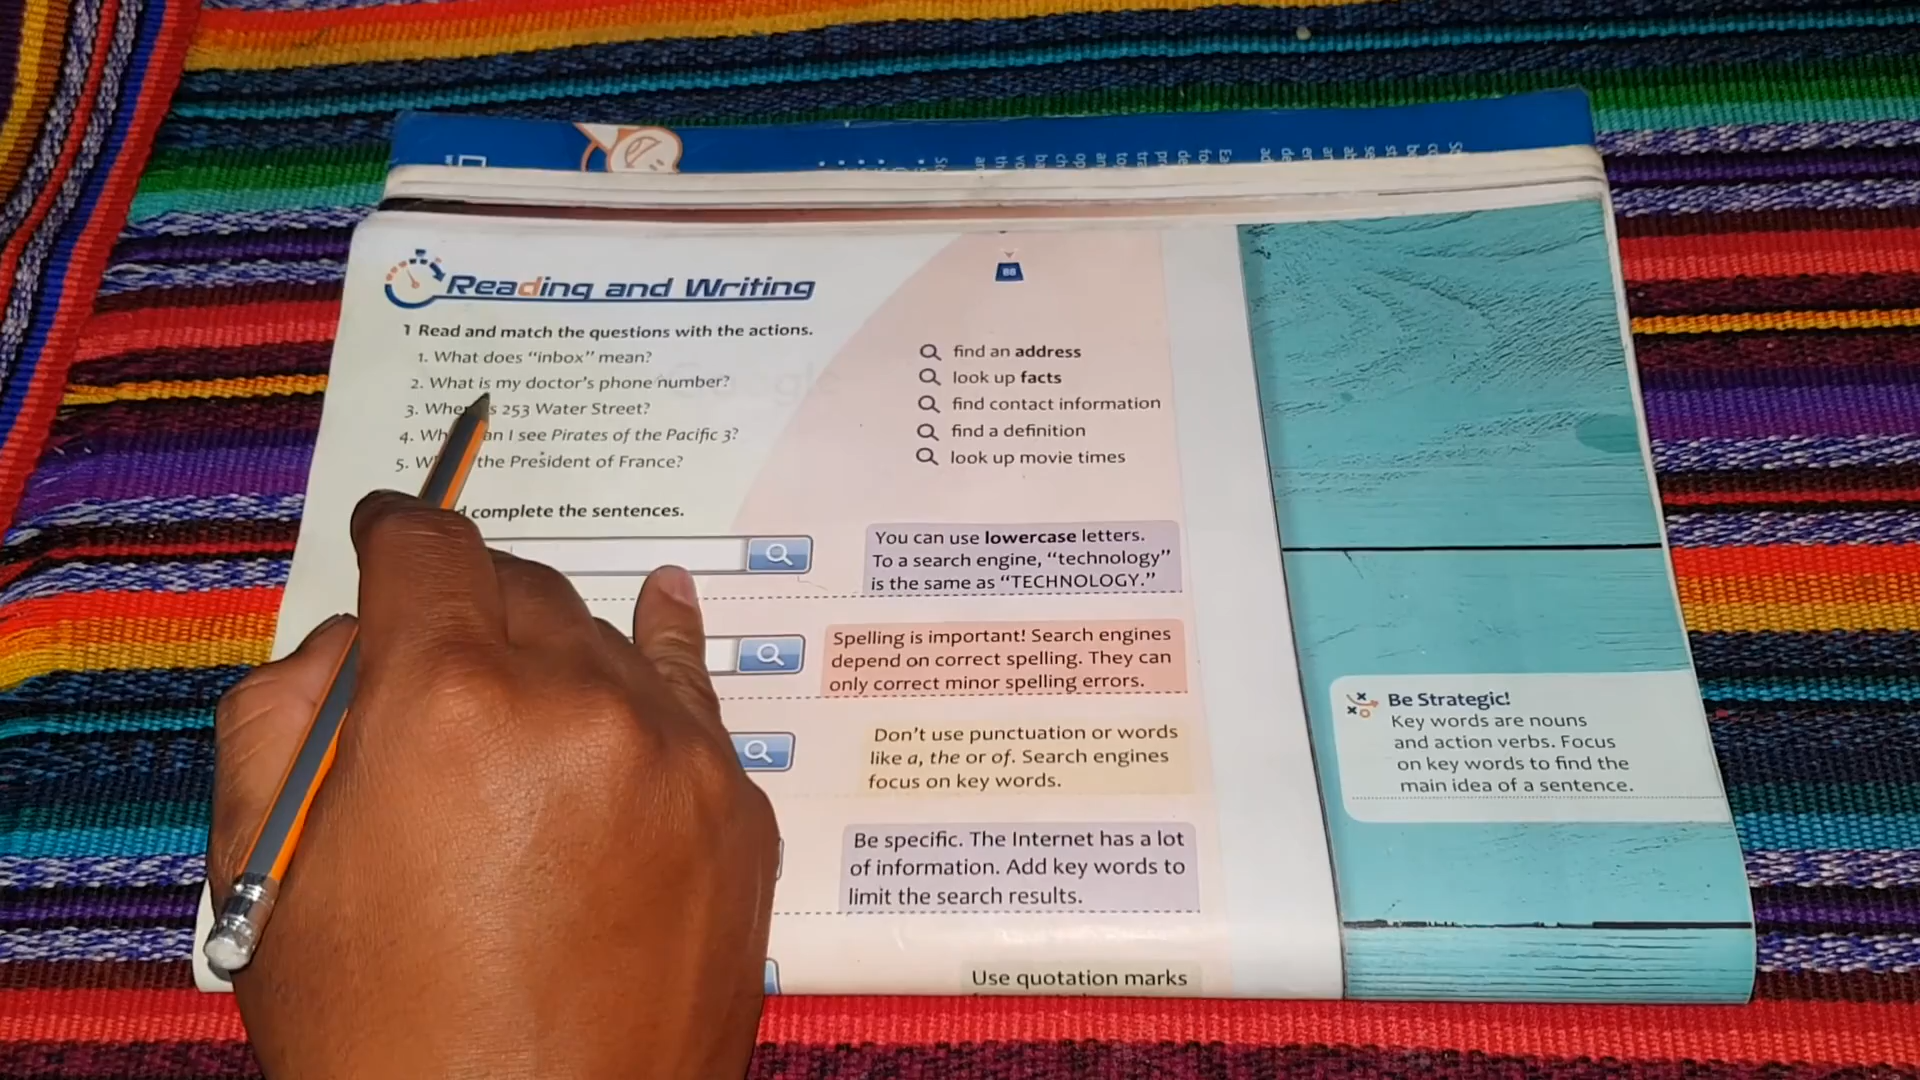 Reading and Writing
88
1 Read and match the questions with the actions.
1. What does “inbox” mean?
2. What is my doctor’s phone number?
3. Where is 253 Water Street?
4. Wh an I see Pirates of the Pacific 3?
5. W the President of France?
find an address
look up facts
find contact information
find a definition
look up movie times
complete the sentences.
You can use lowercase letters.
To a search engine, “technology”
is the same as “TECHNOLOGY.”
Spelling is important! Search engines
depend on correct spelling. They can
only correct minor spelling errors.
Don’t use punctuation or words
like a, the or of. Search engines
focus on key words.
Be specific. The Internet has a lot
of information. Add key words to
limit the search results.
Use quotation marks
Be Strategic!
Key words are nouns
and action verbs. Focus
on key words to find the
main idea of a sentence.